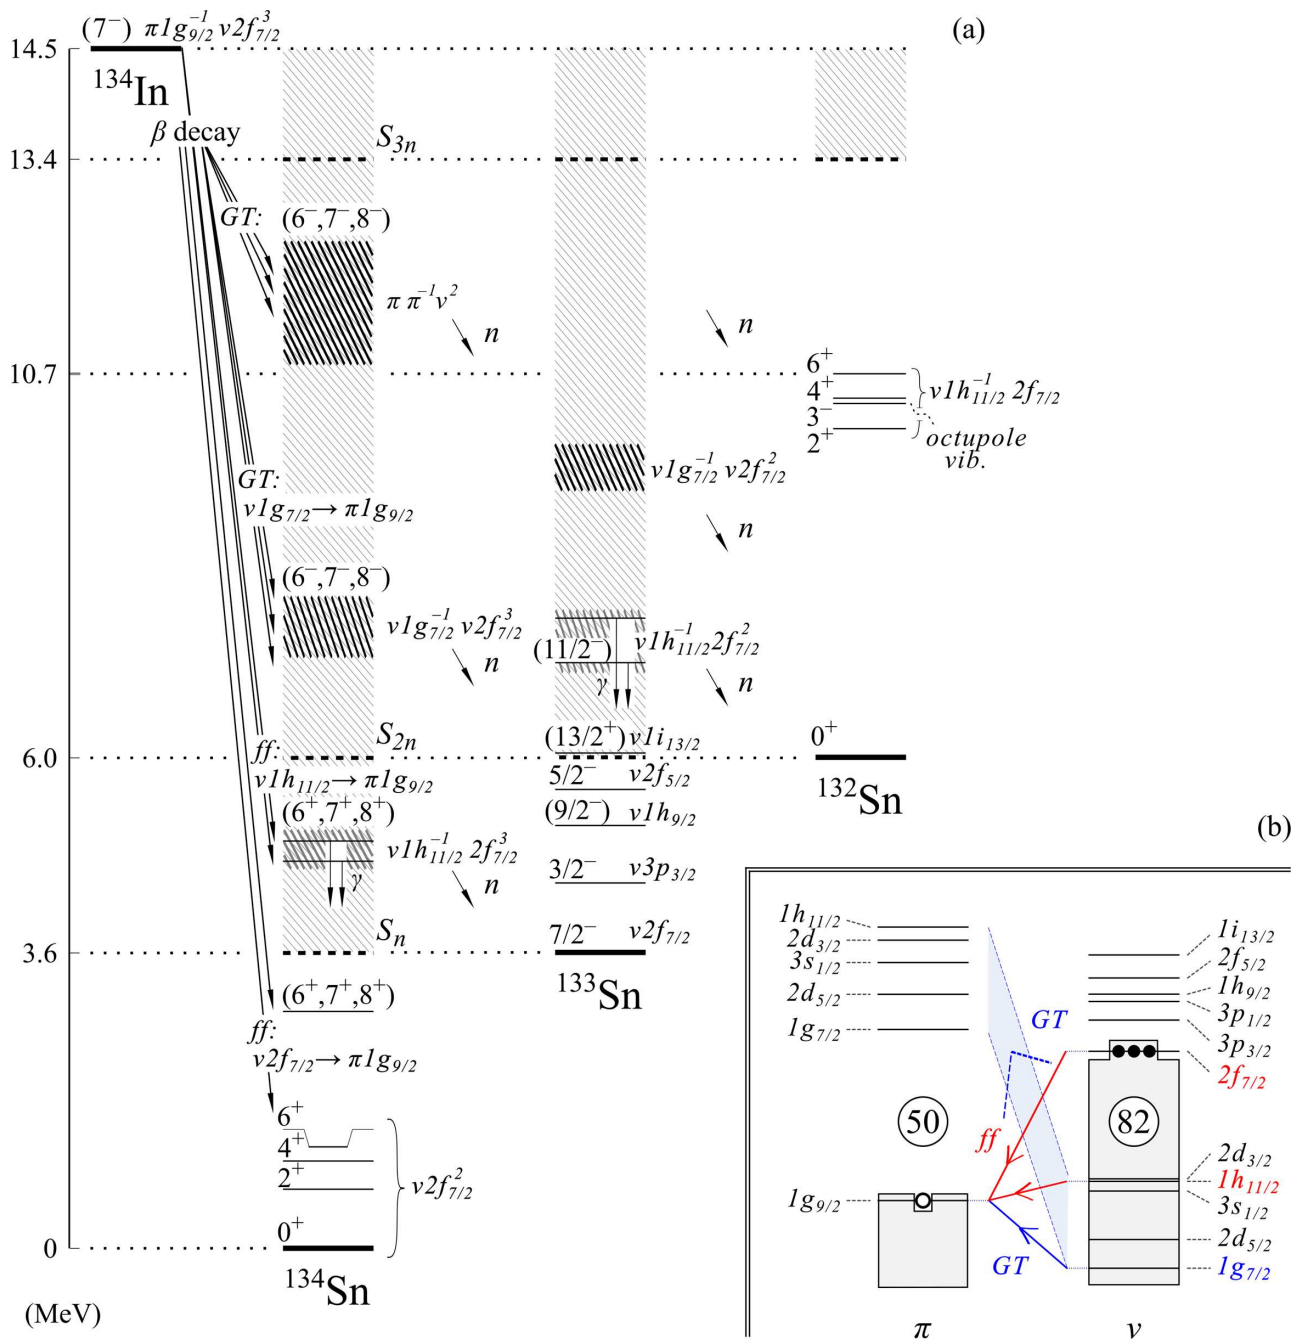 (7⁻) π1g₉/₂⁻¹ ν2f₇/₂³
(a)
14.5
¹³⁴In
β decay
S₃ₙ
13.4
GT: (6⁻,7⁻,8⁻)
π π⁻¹ν²
n
n
10.7
6⁺
4⁺
3⁻
2⁺
ν1h₁₁/₂⁻¹ 2f₇/₂
octupole
vib.
GT:
ν1g₇/₂→ π1g₉/₂
ν1g₇/₂⁻¹ ν2f₇/₂²
n
(6⁻,7⁻,8⁻)
ν1g₇/₂⁻¹ ν2f₇/₂³
n
(11/2⁻)
ν1h₁₁/₂⁻¹2f₇/₂²
γ
n
S₂ₙ
(13/2⁺) ν1i₁₃/₂
0⁺
6.0
ff:
ν1h₁₁/₂→ π1g₉/₂
5/2⁻ ν2f₅/₂
¹³²Sn
(6⁺,7⁺,8⁺)
(9/2⁻) ν1h₉/₂
ν1h₁₁/₂⁻¹ 2f₇/₂³
γ
n
3/2⁻ ν3p₃/₂
Sₙ
7/2⁻ ν2f₇/₂
3.6
¹³³Sn
(6⁺,7⁺,8⁺)
ff:
ν2f₇/₂→ π1g₉/₂
6⁺
4⁺
2⁺
0⁺
ν2f₇/₂²
0
¹³⁴Sn
(MeV)
(b)
1h₁₁/₂
2d₃/₂
3s₁/₂
2d₅/₂
1g₇/₂
50
1g₉/₂
π
GT
ff
GT
1i₁₃/₂
2f₅/₂
1h₉/₂
3p₁/₂
3p₃/₂
2f₇/₂
82
2d₃/₂
1h₁₁/₂
3s₁/₂
2d₅/₂
1g₇/₂
ν